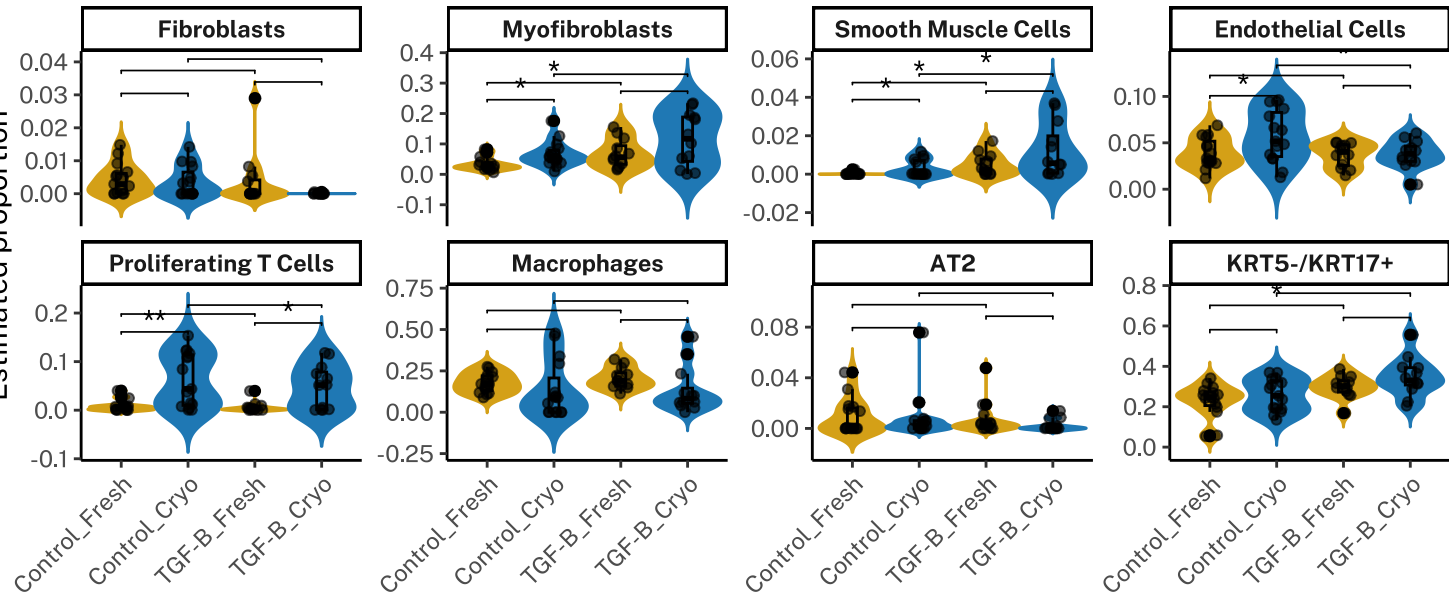 Fibroblasts
Myofibroblasts
Smooth Muscle Cells
Endothelial Cells
0.04
0.03
0.02
0.01
0.00
0.4
0.3
0.2
0.1
0.0
-0.1
* *
0.06
0.04
0.02
0.00
-0.02
* * *
0.10
0.05
0.00
*
Estimated proportion
Proliferating T Cells
Macrophages
AT2
KRT5-/KRT17+
0.2
0.1
0.0
-0.1
** *
0.75
0.50
0.25
0.00
-0.25
0.08
0.04
0.00
0.8
0.6
0.4
0.2
0.0
*
Control_Fresh
Control_Cryo
TGF-B_Fresh
TGF-B_Cryo
Control_Fresh
Control_Cryo
TGF-B_Fresh
TGF-B_Cryo
Control_Fresh
Control_Cryo
TGF-B_Fresh
TGF-B_Cryo
Control_Fresh
Control_Cryo
TGF-B_Fresh
TGF-B_Cryo